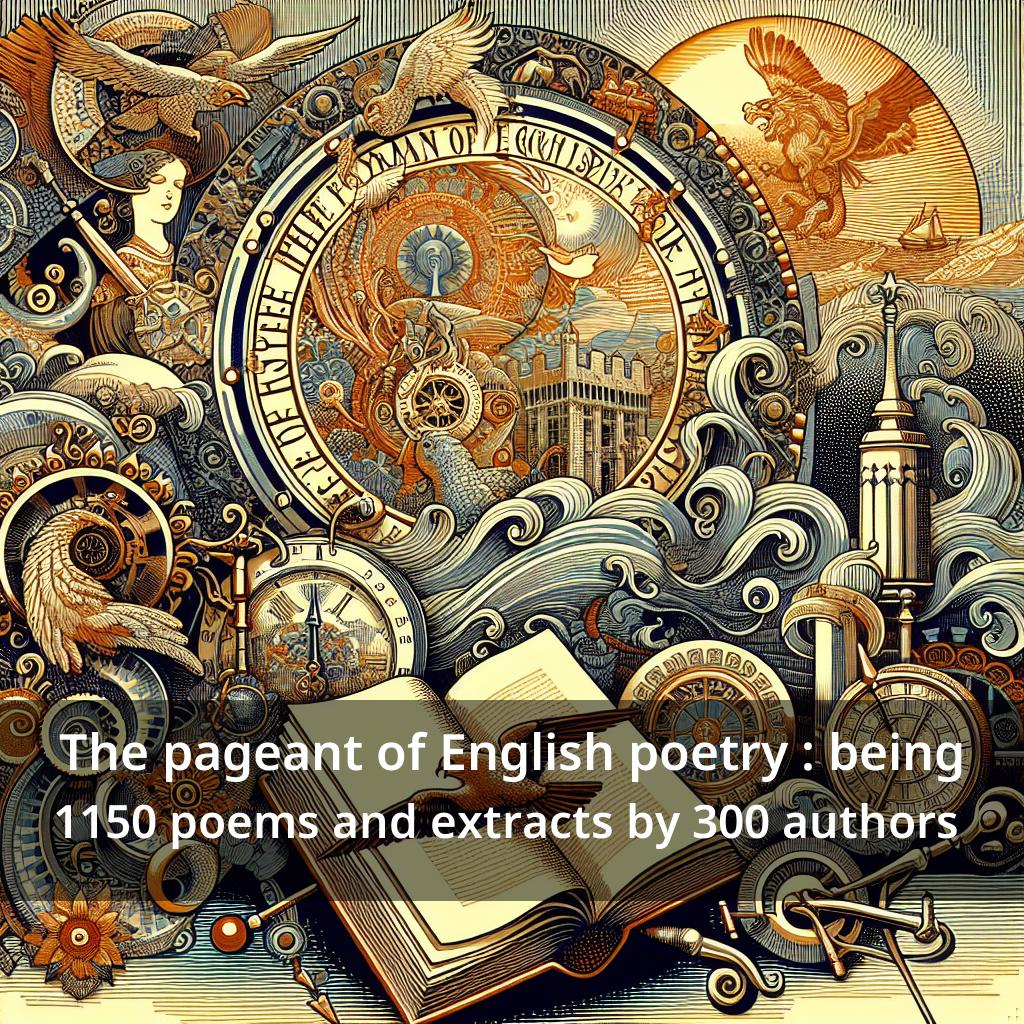 The pageant of English poetry : being
1150 poems and extracts by 300 authors